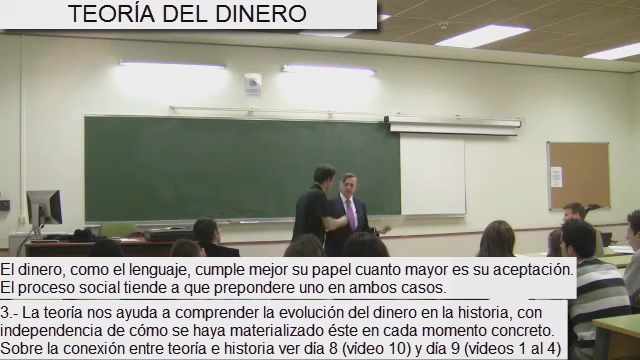 TEORÍA DEL DINERO
El dinero, como el lenguaje, cumple mejor su papel cuanto mayor es su aceptación.
El proceso social tiende a que prepondere uno en ambos casos.
3.- La teoría nos ayuda a comprender la evolución del dinero en la historia, con
independencia de cómo se haya materializado éste en cada momento concreto.
Sobre la conexión entre teoría e historia ver día 8 (vídeo 10) y día 9 (vídeos 1 al 4)